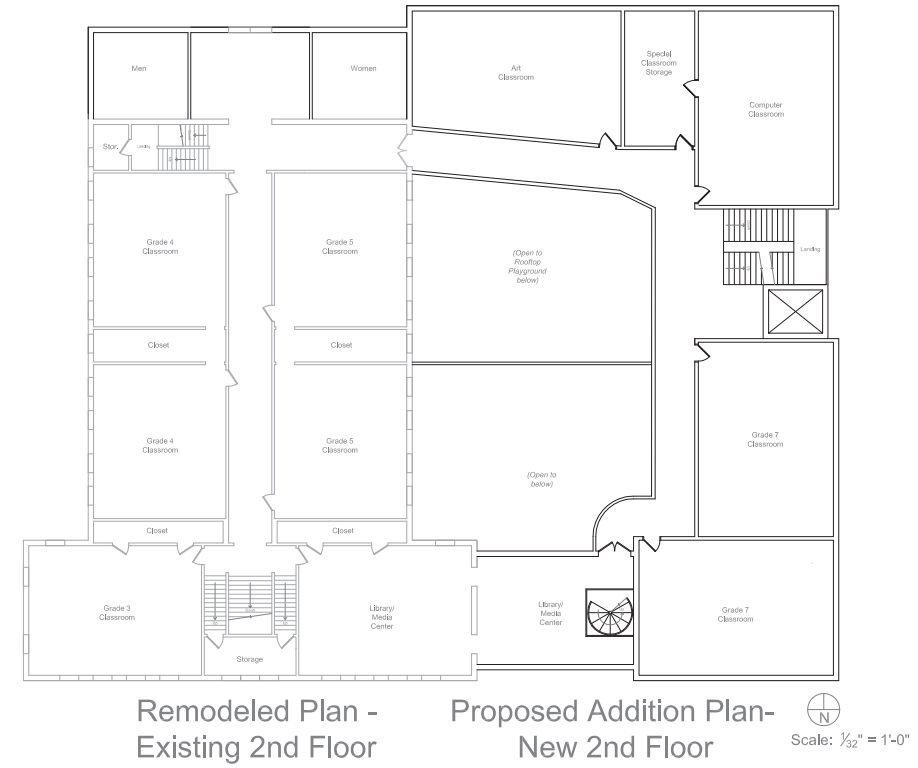 Men
Women
Art
Classroom
Special
Classroom
Storage
Computer
Classroom
Stor.
Landing
Grade 4
Classroom
Grade 5
Classroom
(Open to
Rooftop
Playground
below)
Landing
Closet
Closet
Grade 4
Classroom
Grade 5
Classroom
(Open to
below)
Grade 7
Classroom
Closet
Closet
Grade 3
Classroom
Library/
Media
Center
Library/
Media
Center
Grade 7
Classroom
Storage
Remodeled Plan -
Existing 2nd Floor
Proposed Addition Plan-
New 2nd Floor
N
Scale: 1/32" = 1'-0"